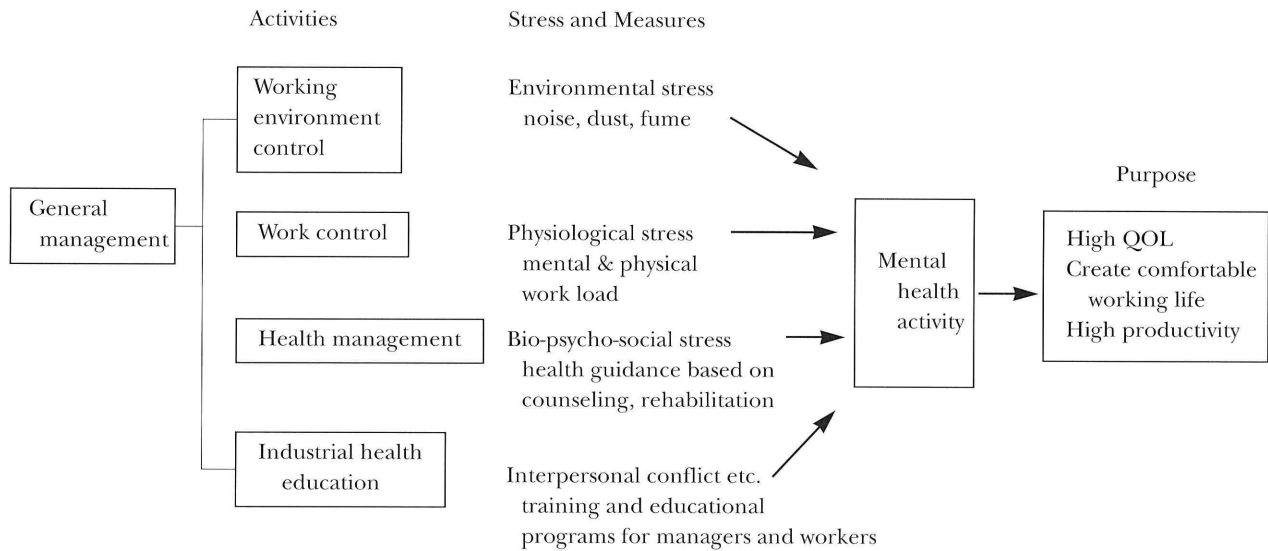 Activities
Stress and Measures
Working
environment
control
Environmental stress
noise, dust, fume
Purpose
General
management
Work control
Physiological stress
mental & physical
work load
Mental
health
activity
High QOL
Create comfortable
working life
High productivity
Health management
Bio-psycho-social stress
health guidance based on
counseling, rehabilitation
Industrial health
education
Interpersonal conflict etc.
training and educational
programs for managers and workers